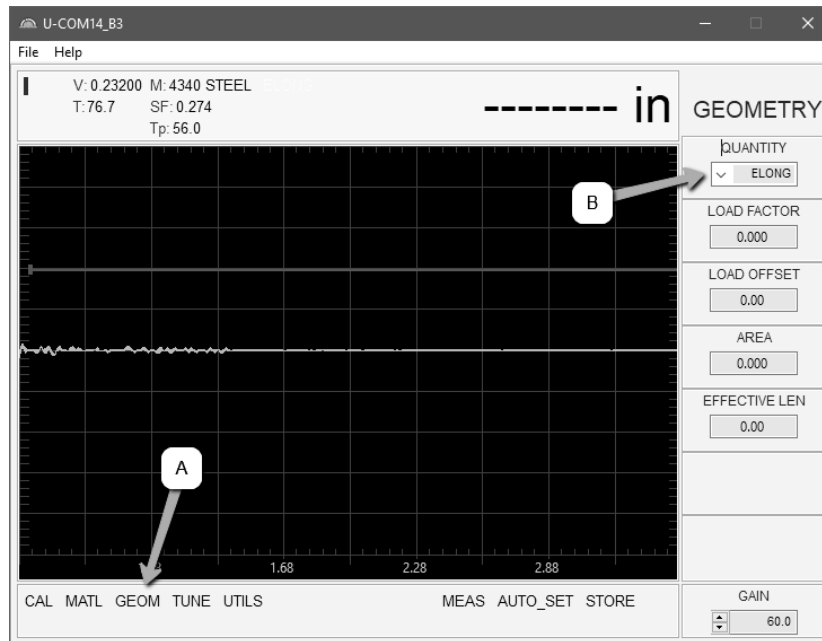 U-COM14_B3
File Help
V: 0.23200 M: 4340 STEEL
T: 76.7 SF: 0.274
Tp: 56.0
-------- in
GEOMETRY
QUANTITY
ELONG
B
LOAD FACTOR
0.000
LOAD OFFSET
0.00
AREA
0.000
EFFECTIVE LEN
0.00
A
1.68 2.28 2.88
CAL MATL GEOM TUNE UTILS MEAS AUTO_SET STORE
GAIN
60.0